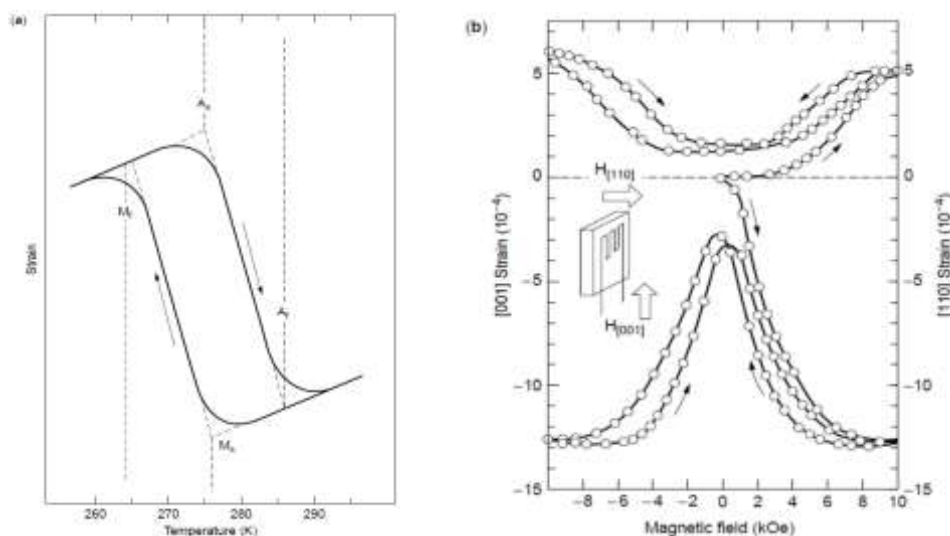 (a)
Strain
As
Mf
Af
Ms
260 270 280 290
Temperature (K)
(b)
5 5
0 0
−5 −5
−10 −10
−15 −15
[001] Strain (10⁻⁴)
[110] Strain (10⁻⁴)
H[110]
H[001]
−8 −6 −4 −2 0 2 4 6 8 10
Magnetic field (kOe)